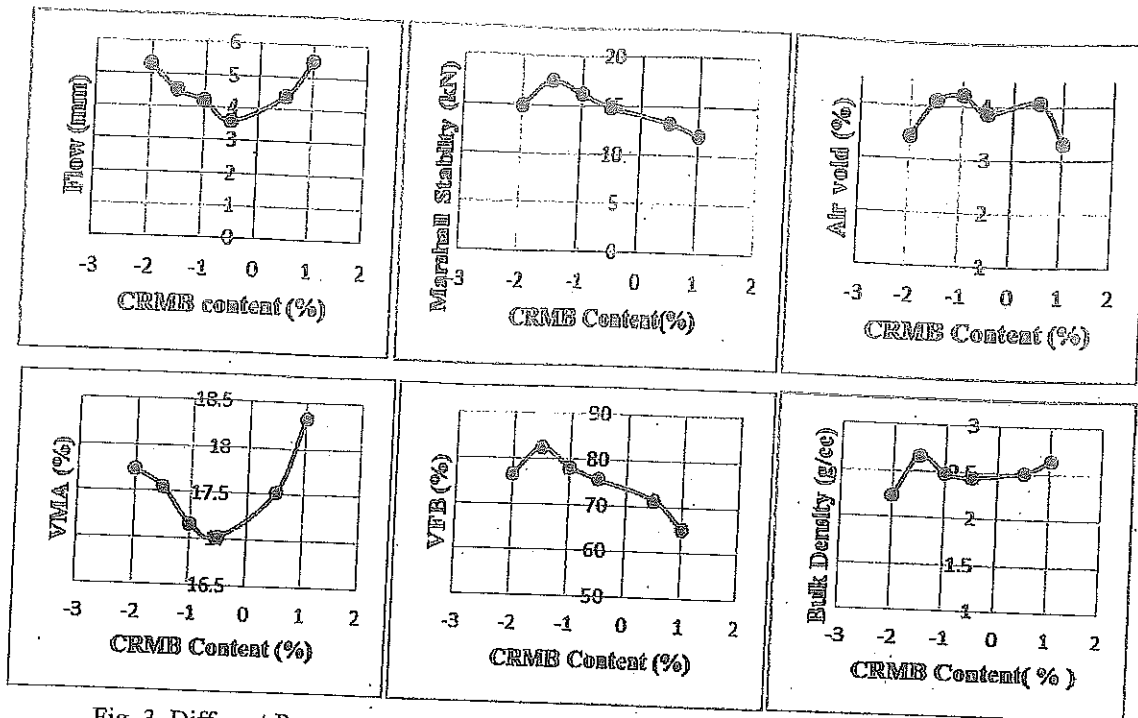 Flow (mm)
6
5
4
3
2
1
0
-3 -2 -1 0 1 2
CRMB content (%)
Marshall Stability (kN)
20
15
10
5
0
-3 -2 -1 0 1 2
CRMB Content(%)
Air void (%)
4
3
2
1
-3 -2 -1 0 1 2
CRMB Content (%)
VMA (%)
18.5
18
17.5
17
16.5
-3 -2 -1 0 1 2
CRMB Content (%)
VFB (%)
90
80
70
60
50
-3 -2 -1 0 1 2
CRMB Content (%)
Bulk Density (g/cc)
3
2.5
2
1.5
1
-3 -2 -1 0 1 2
CRMB Content( % )
Fig. 3 Different